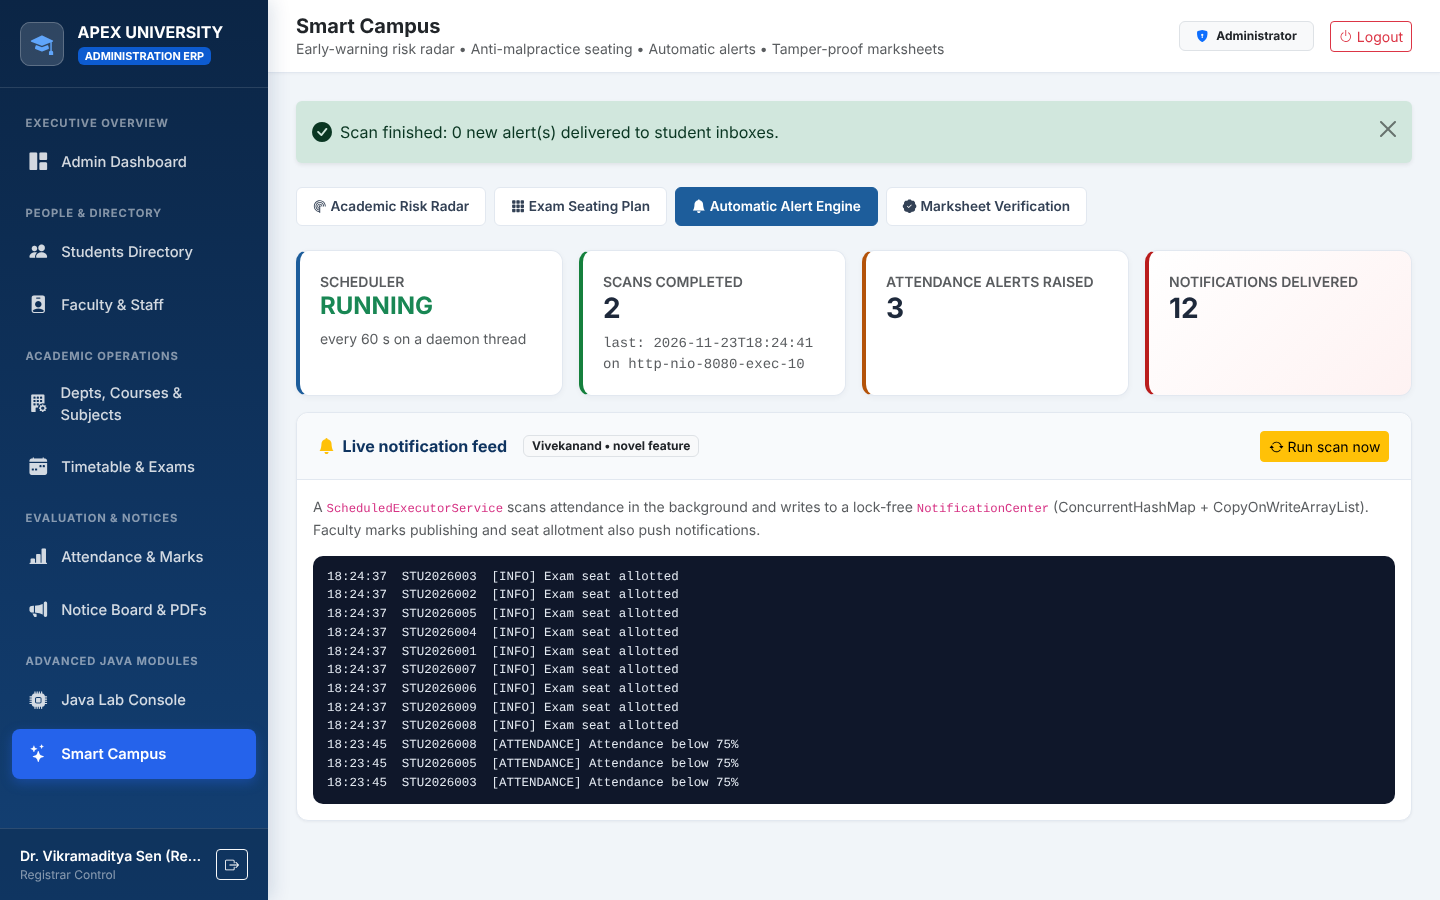 APEX UNIVERSITY
ADMINISTRATION ERP
EXECUTIVE OVERVIEW
Admin Dashboard
PEOPLE & DIRECTORY
Students Directory
Faculty & Staff
ACADEMIC OPERATIONS
Depts, Courses &
Subjects
Timetable & Exams
EVALUATION & NOTICES
Attendance & Marks
Notice Board & PDFs
ADVANCED JAVA MODULES
Java Lab Console
Smart Campus
Dr. Vikramaditya Sen (Re...
Registrar Control
Smart Campus
Early-warning risk radar • Anti-malpractice seating • Automatic alerts • Tamper-proof marksheets
Administrator
Logout
Scan finished: 0 new alert(s) delivered to student inboxes.
Academic Risk Radar
Exam Seating Plan
Automatic Alert Engine
Marksheet Verification
SCHEDULER
RUNNING
every 60 s on a daemon thread
SCANS COMPLETED
2
last: 2026-11-23T18:24:41
on http-nio-8080-exec-10
ATTENDANCE ALERTS RAISED
3
NOTIFICATIONS DELIVERED
12
Live notification feed
Vivekanand • novel feature
Run scan now
A ScheduledExecutorService scans attendance in the background and writes to a lock-free NotificationCenter (ConcurrentHashMap + CopyOnWriteArrayList).
Faculty marks publishing and seat allotment also push notifications.
18:24:37  STU2026003  [INFO] Exam seat allotted
18:24:37  STU2026002  [INFO] Exam seat allotted
18:24:37  STU2026005  [INFO] Exam seat allotted
18:24:37  STU2026004  [INFO] Exam seat allotted
18:24:37  STU2026001  [INFO] Exam seat allotted
18:24:37  STU2026007  [INFO] Exam seat allotted
18:24:37  STU2026006  [INFO] Exam seat allotted
18:24:37  STU2026009  [INFO] Exam seat allotted
18:24:37  STU2026008  [INFO] Exam seat allotted
18:23:45  STU2026008  [ATTENDANCE] Attendance below 75%
18:23:45  STU2026005  [ATTENDANCE] Attendance below 75%
18:23:45  STU2026003  [ATTENDANCE] Attendance below 75%